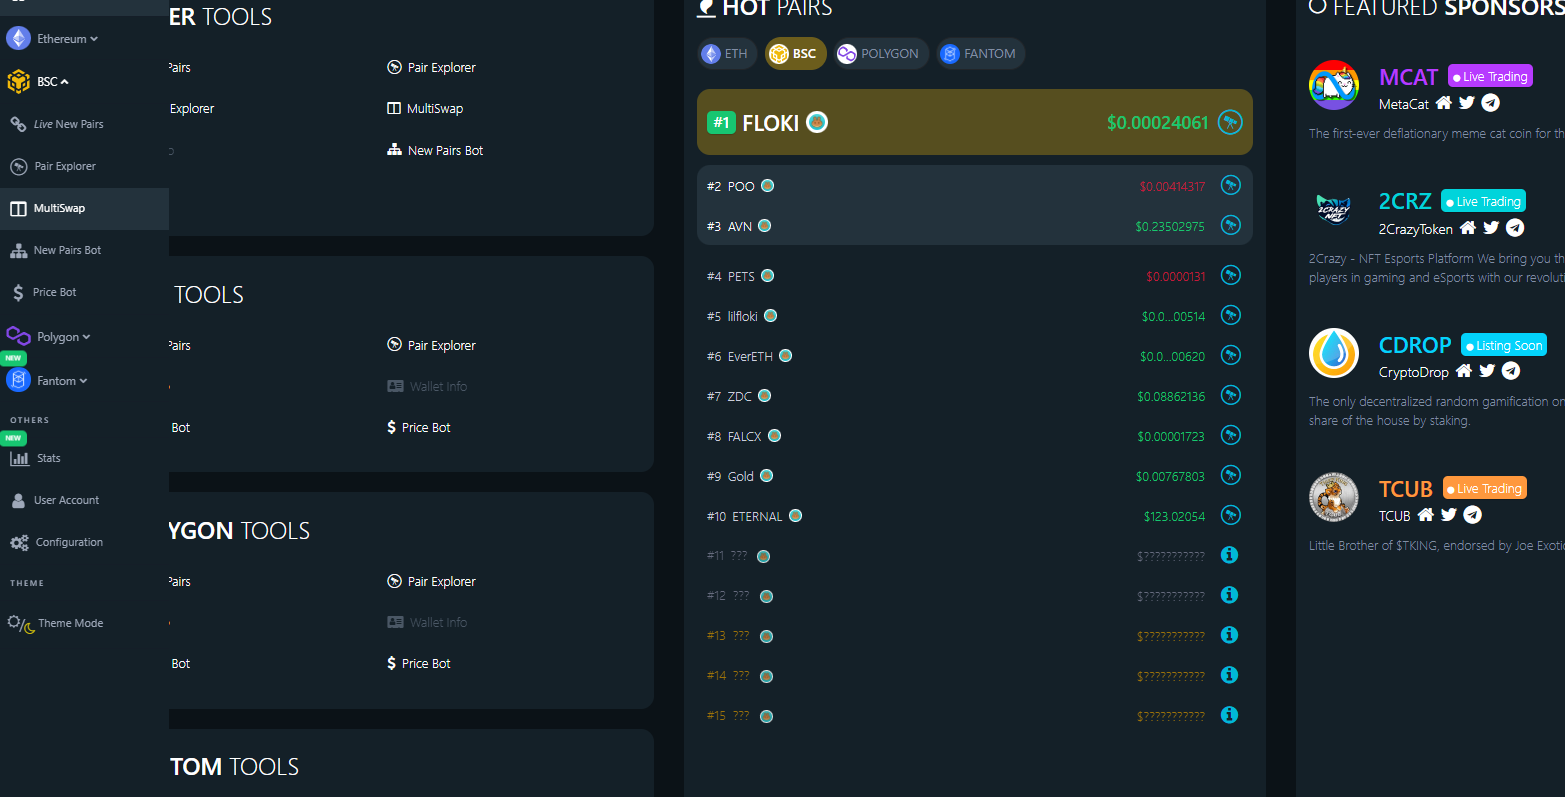 Ethereum
BSC
Live New Pairs
Pair Explorer
MultiSwap
New Pairs Bot
Price Bot
Polygon
NEW
Fantom
OTHERS
NEW
Stats
User Account
Configuration
THEME
Theme Mode
ER TOOLS
Pairs
Pair Explorer
Explorer
MultiSwap
New Pairs Bot
TOOLS
Pairs
Pair Explorer
Wallet Info
Bot
Price Bot
YGON TOOLS
Pairs
Pair Explorer
Wallet Info
Bot
Price Bot
TOM TOOLS
HOT PAIRS
ETH BSC POLYGON FANTOM
#1 FLOKI $0.00024061
#2 POO $0.00414317
#3 AVN $0.23502975
#4 PETS $0.0000131
#5 lilfloki $0.0...00514
#6 EverETH $0.0...00620
#7 ZDC $0.08862136
#8 FALCX $0.00001723
#9 Gold $0.00767803
#10 ETERNAL $123.02054
#11 ??? $???????????
#12 ??? $???????????
#13 ??? $???????????
#14 ??? $???????????
#15 ??? $???????????
FEATURED SPONSORS
MCAT Live Trading
MetaCat
The first-ever deflationary meme cat coin for th
2CRZ Live Trading
2CrazyToken
2Crazy - NFT Esports Platform We bring you th
players in gaming and eSports with our revoluti
CDROP Listing Soon
CryptoDrop
The only decentralized random gamification on
share of the house by staking.
TCUB Live Trading
TCUB
Little Brother of $TKING, endorsed by Joe Exotic